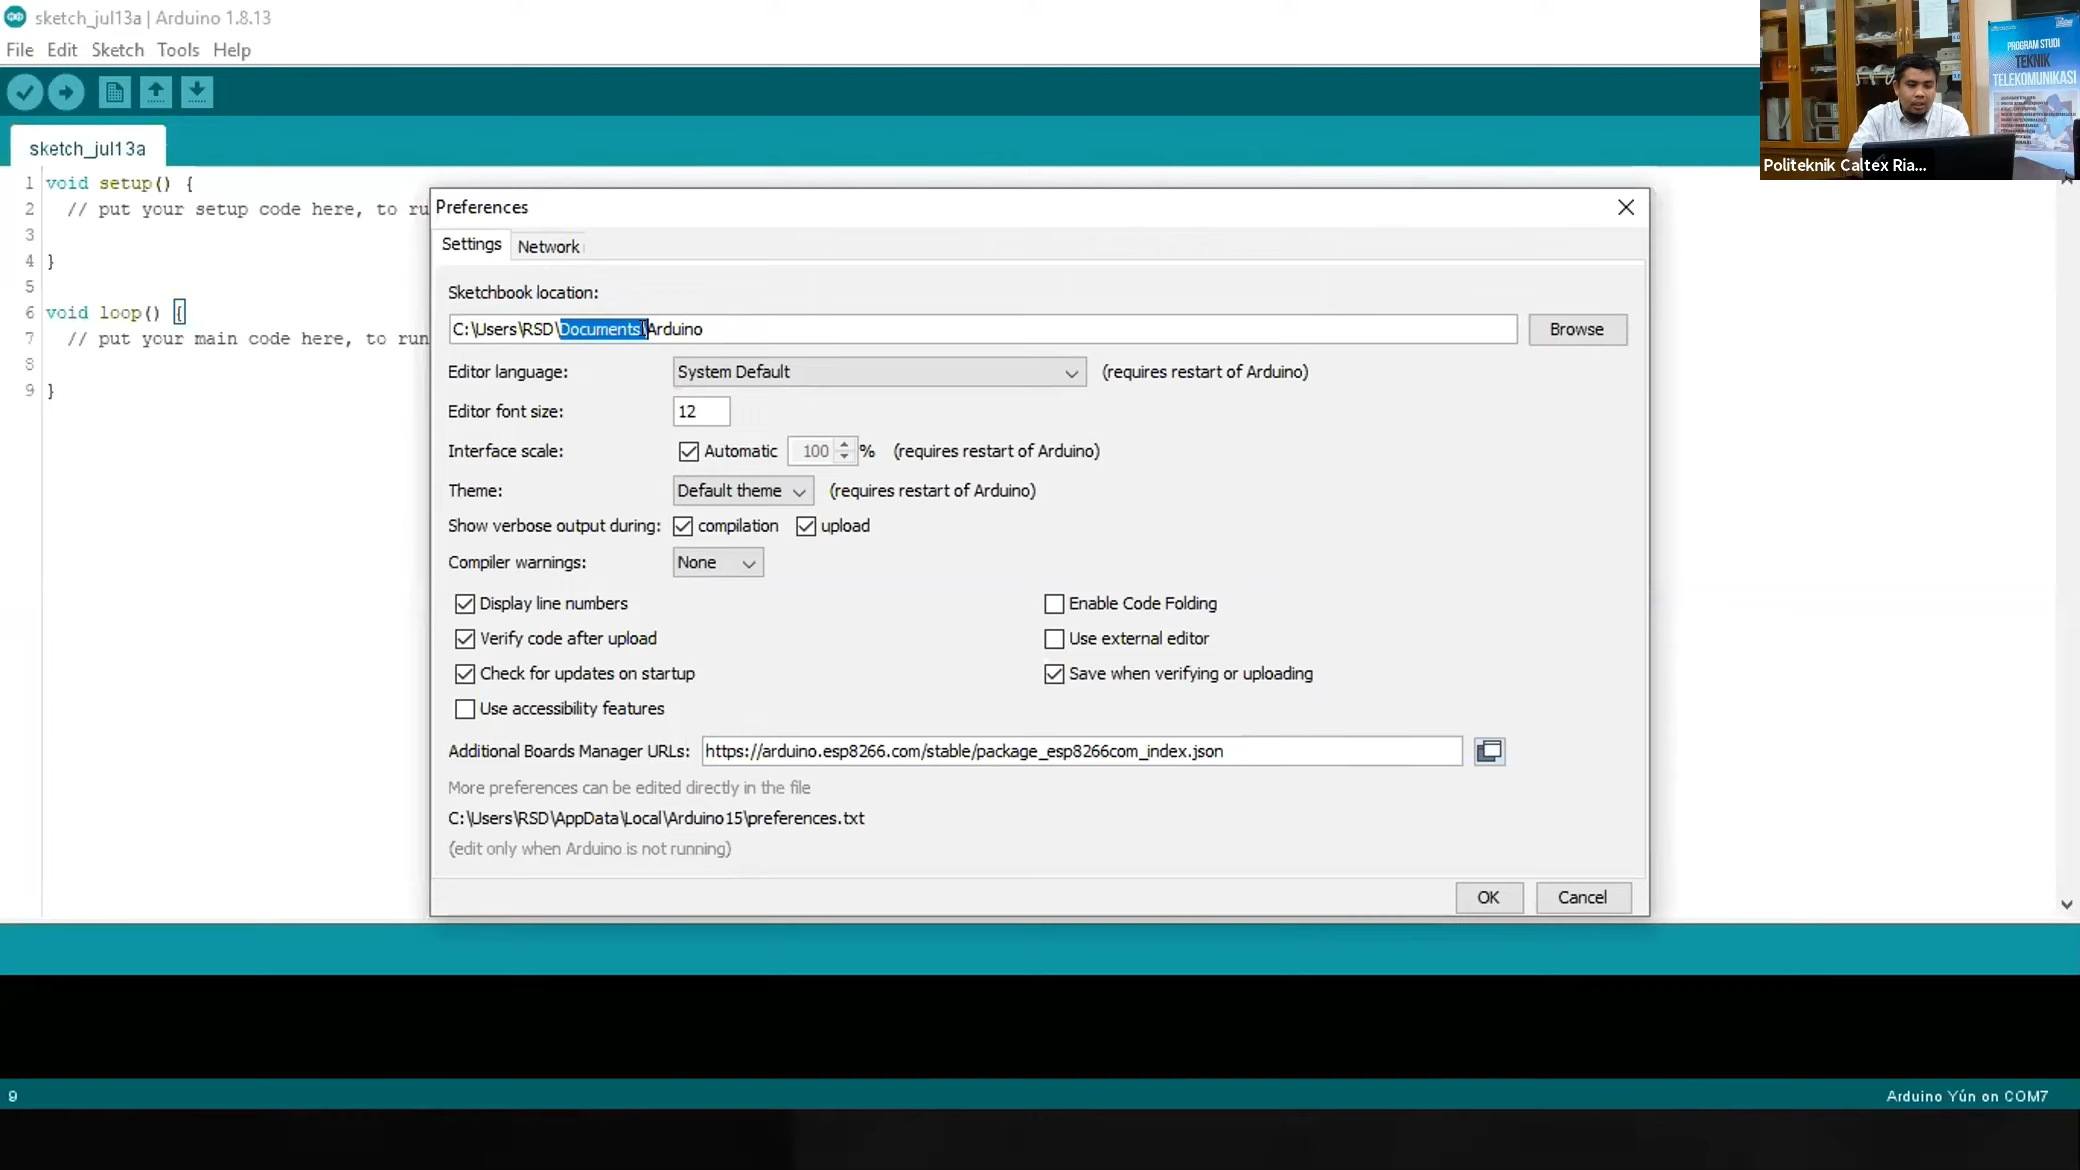 sketch_jul13a | Arduino 1.8.13
File Edit Sketch Tools Help
sketch_jul13a
1 void setup() {
2 // put your setup code here, to ru
3
4 }
5
6 void loop() {
7 // put your main code here, to run
8
9 }
Preferences
Settings Network
Sketchbook location:
C:\Users\RSD\Documents\Arduino Browse
Editor language: System Default (requires restart of Arduino)
Editor font size: 12
Interface scale: Automatic 100 % (requires restart of Arduino)
Theme: Default theme (requires restart of Arduino)
Show verbose output during: compilation upload
Compiler warnings: None
Display line numbers Enable Code Folding
Verify code after upload Use external editor
Check for updates on startup Save when verifying or uploading
Use accessibility features
Additional Boards Manager URLs: https://arduino.esp8266.com/stable/package_esp8266com_index.json
More preferences can be edited directly in the file
C:\Users\RSD\AppData\Local\Arduino15\preferences.txt
(edit only when Arduino is not running)
OK Cancel
9 Arduino Yún on COM7
PROGRAM STUDI
TEKNIK
TELEKOMUNIKASI
Politeknik Caltex Ria...